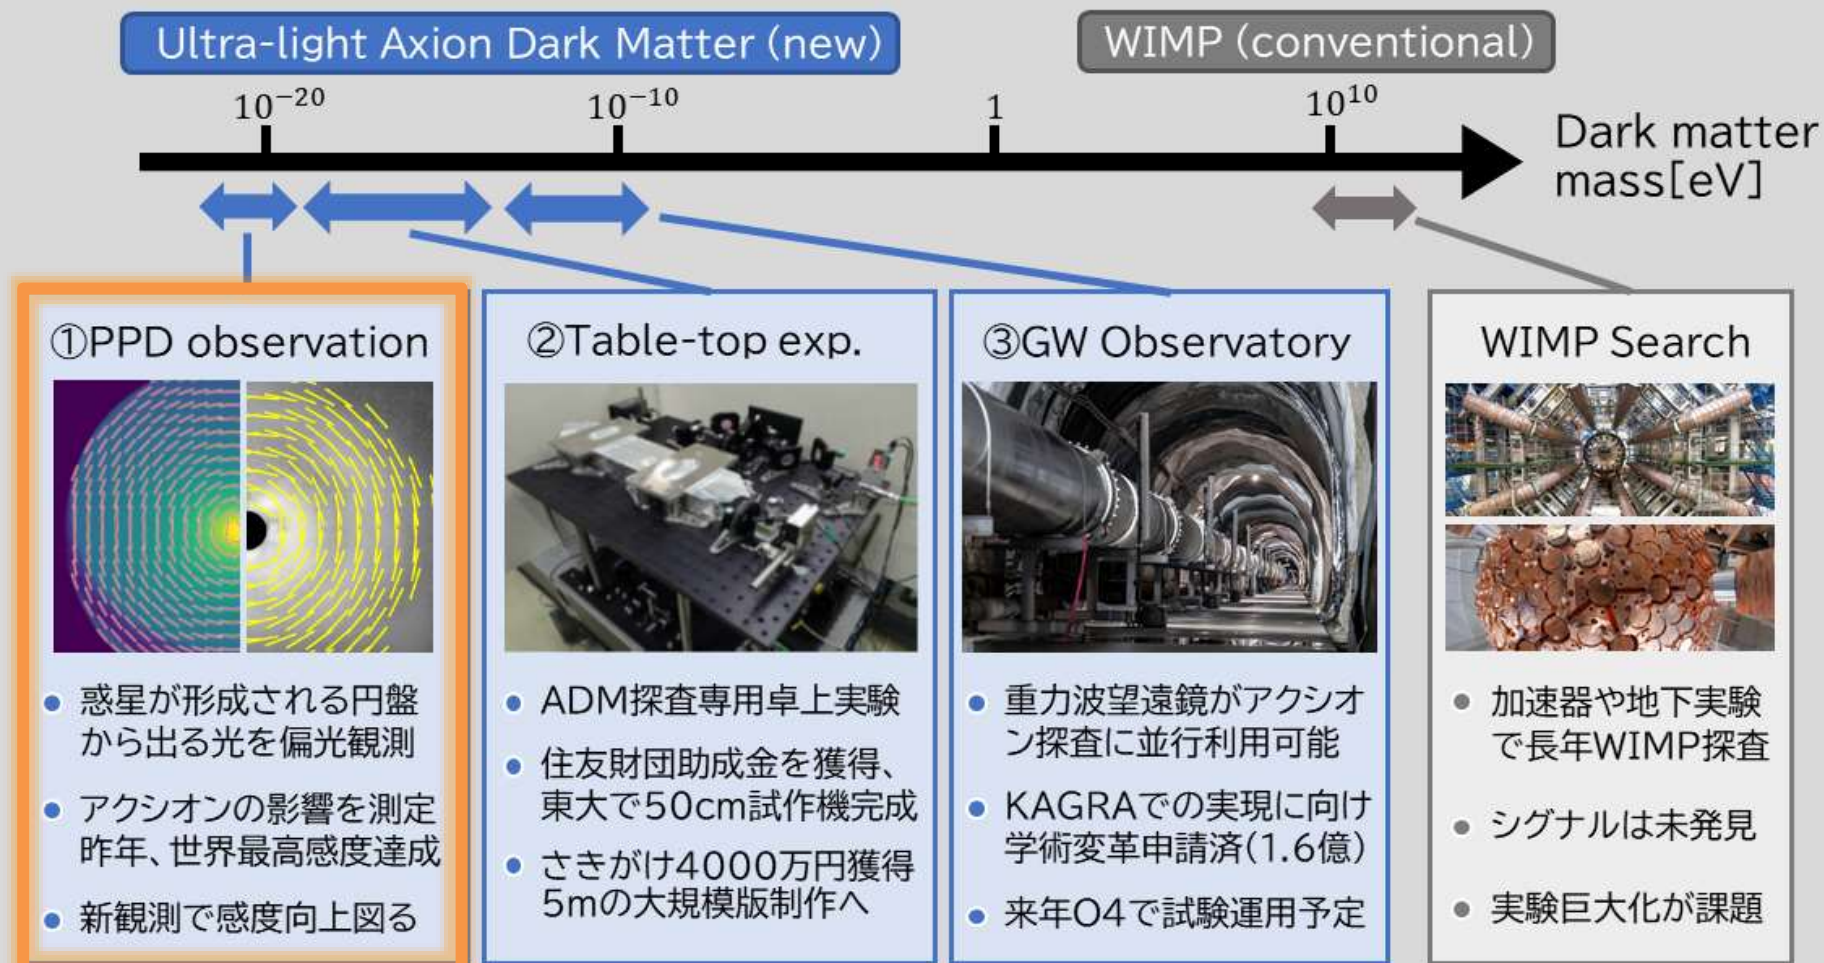 Ultra-light Axion Dark Matter (new)
WIMP (conventional)
10⁻²⁰
10⁻¹⁰
1
10¹⁰
Dark matter
mass[eV]
①PPD observation
惑星が形成される円盤
から出る光を偏光観測
アクシオンの影響を測定
昨年、世界最高感度達成
新観測で感度向上図る
②Table-top exp.
ADM探査専用卓上実験
住友財団助成金を獲得、
東大で50cm試作機完成
さきがけ4000万円獲得
5mの大規模版制作へ
③GW Observatory
重力波望遠鏡がアクシオ
ン探査に並行利用可能
KAGRAでの実現に向け
学術変革申請済(1.6億)
来年O4で試験運用予定
WIMP Search
加速器や地下実験
で長年WIMP探査
シグナルは未発見
実験巨大化が課題